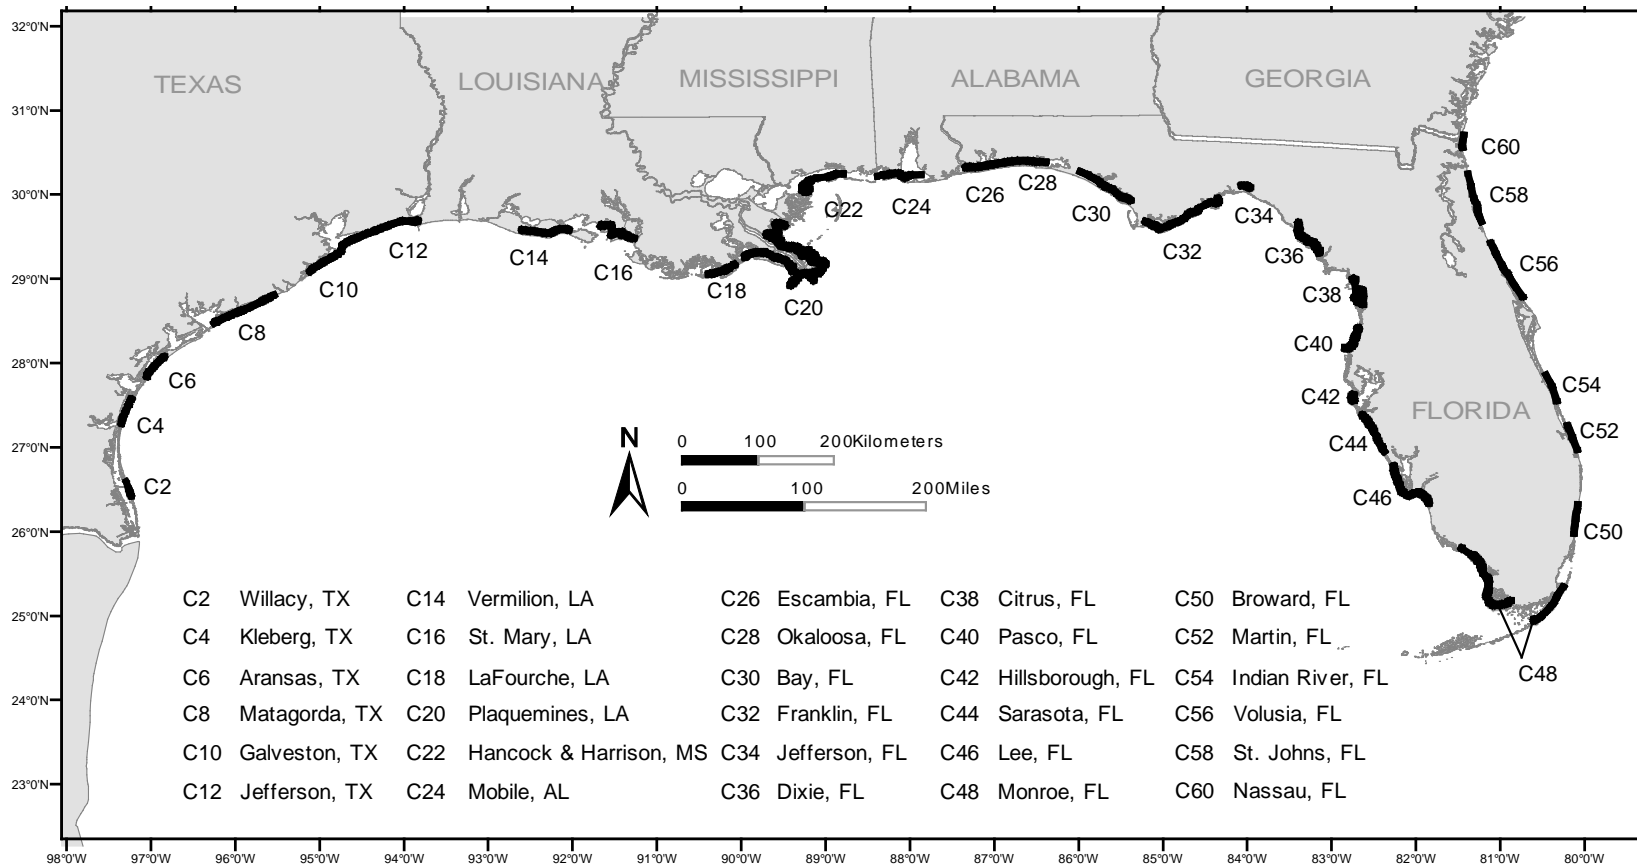 32°0'N
TEXAS
LOUISIANA
MISSISSIPPI
ALABAMA
GEORGIA
31°0'N
C60
30°0'N
C58
C22
C24
C26
C28
C30
C34
C32
C36
C56
C12
C14
C16
29°0'N
C10
C18
C20
C38
C8
C40
28°0'N
C6
C54
C42
FLORIDA
C4
C52
27°0'N
N
0 100 200Kilometers
C44
C2
0 100 200Miles
C46
26°0'N
C50
C2 Willacy, TX C14 Vermilion, LA C26 Escambia, FL C38 Citrus, FL C50 Broward, FL
25°0'N
C4 Kleberg, TX C16 St. Mary, LA C28 Okaloosa, FL C40 Pasco, FL C52 Martin, FL
C48
C6 Aransas, TX C18 LaFourche, LA C30 Bay, FL C42 Hillsborough, FL C54 Indian River, FL
24°0'N
C8 Matagorda, TX C20 Plaquemines, LA C32 Franklin, FL C44 Sarasota, FL C56 Volusia, FL
C10 Galveston, TX C22 Hancock & Harrison, MS C34 Jefferson, FL C46 Lee, FL C58 St. Johns, FL
23°0'N
C12 Jefferson, TX C24 Mobile, AL C36 Dixie, FL C48 Monroe, FL C60 Nassau, FL
98°0'W 97°0'W 96°0'W 95°0'W 94°0'W 93°0'W 92°0'W 91°0'W 90°0'W 89°0'W 88°0'W 87°0'W 86°0'W 85°0'W 84°0'W 83°0'W 82°0'W 81°0'W 80°0'W